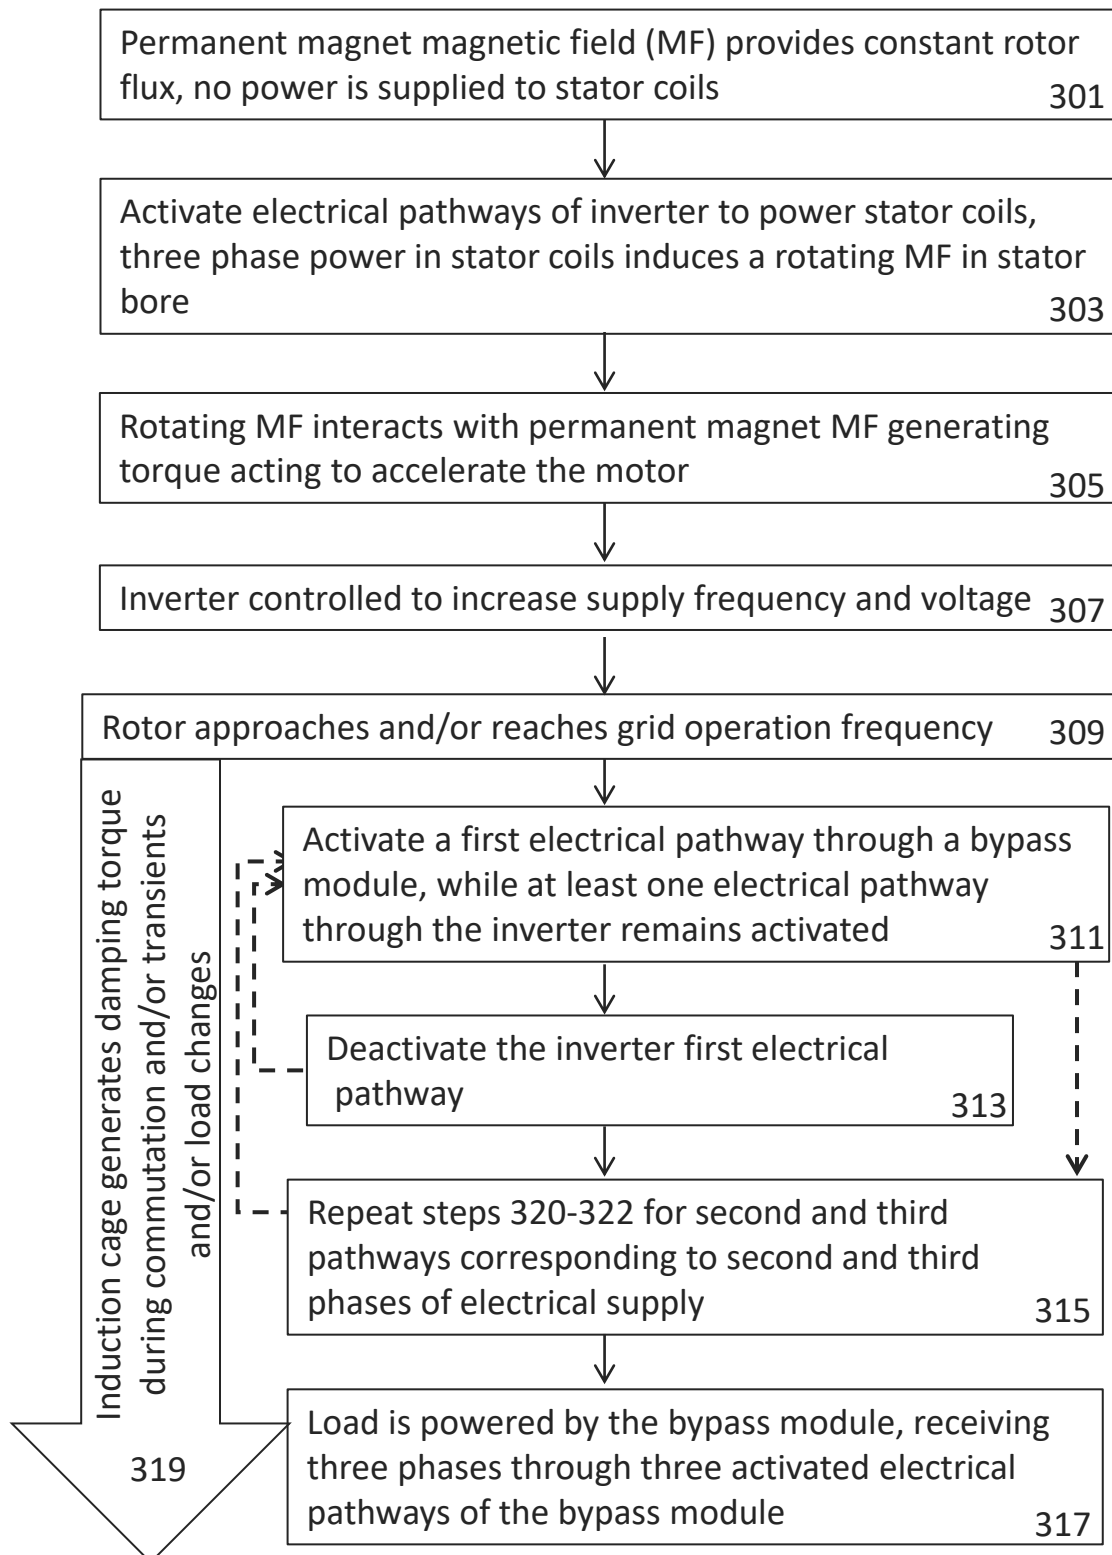 Permanent magnet magnetic field (MF) provides constant rotor
flux, no power is supplied to stator coils
301
Activate electrical pathways of inverter to power stator coils,
three phase power in stator coils induces a rotating MF in stator
bore
303
Rotating MF interacts with permanent magnet MF generating
torque acting to accelerate the motor
305
Inverter controlled to increase supply frequency and voltage
307
Rotor approaches and/or reaches grid operation frequency
309
Induction cage generates damping torque
during commutation and/or transients
and/or load changes
319
Activate a first electrical pathway through a bypass
module, while at least one electrical pathway
through the inverter remains activated
311
Deactivate the inverter first electrical
pathway
313
Repeat steps 320-322 for second and third
pathways corresponding to second and third
phases of electrical supply
315
Load is powered by the bypass module, receiving
three phases through three activated electrical
pathways of the bypass module
317